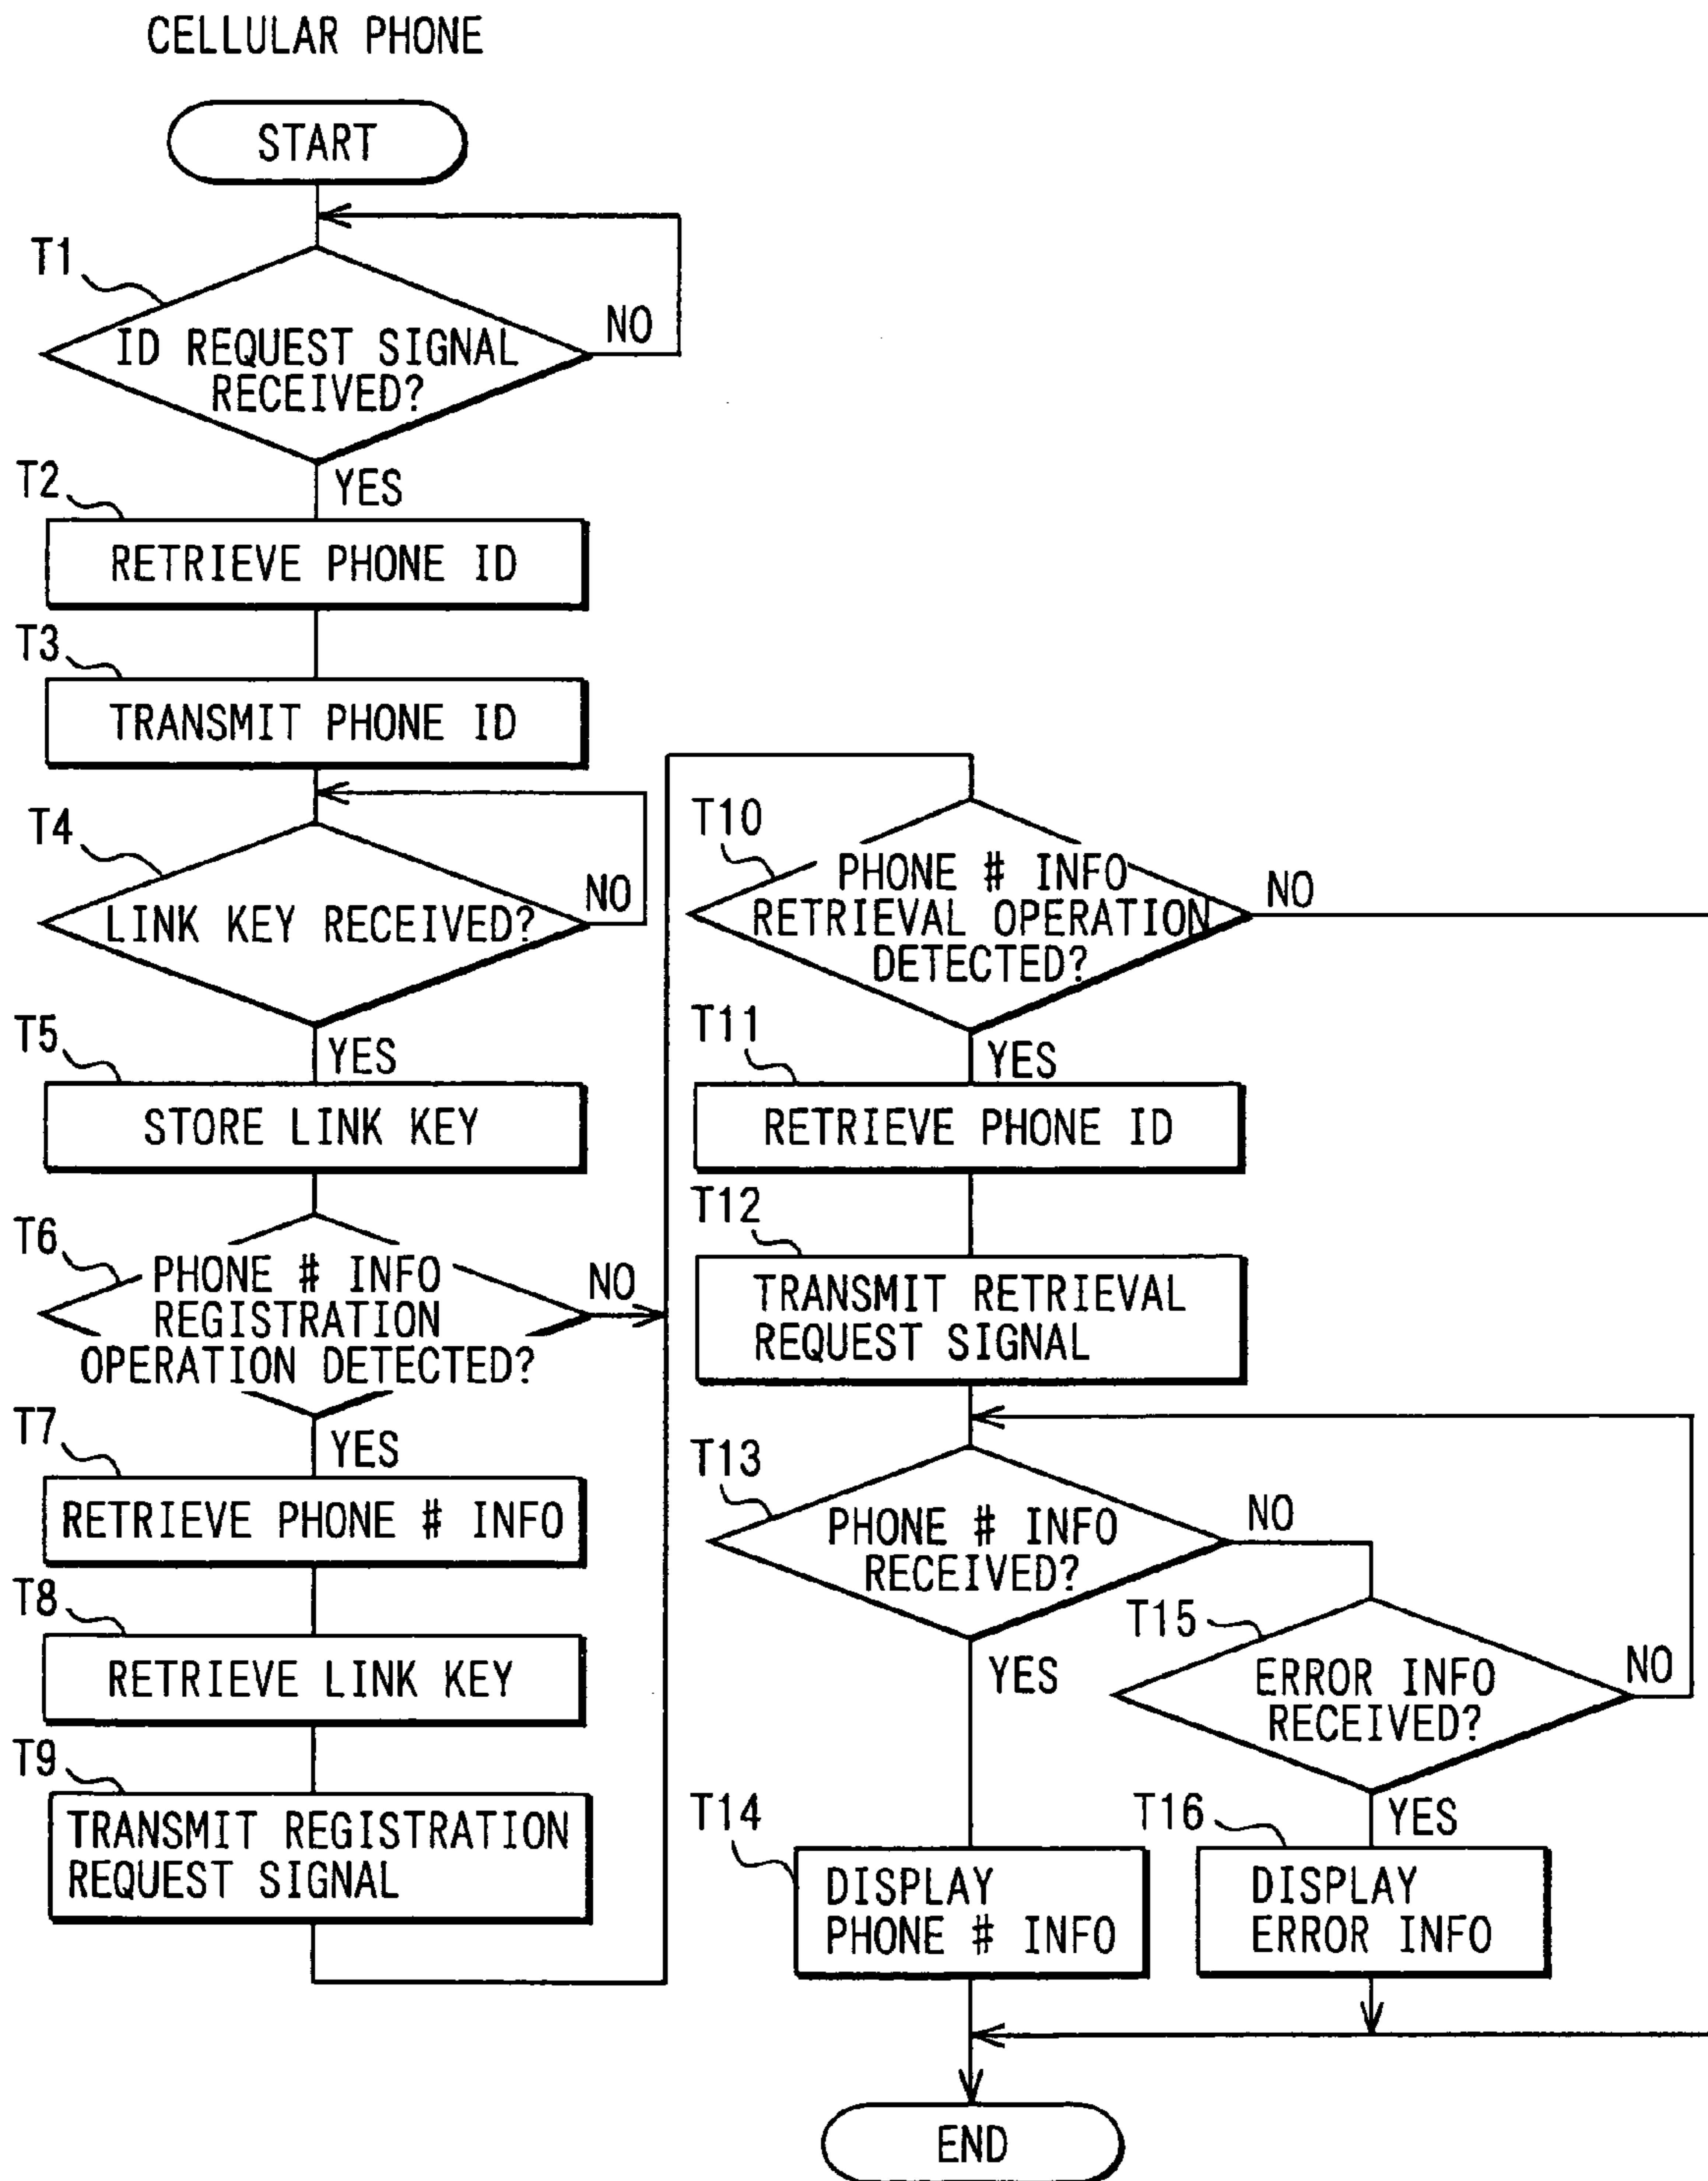 CELLULAR PHONE
START
T1
ID REQUEST SIGNAL
RECEIVED?
NO
YES
T2
RETRIEVE PHONE ID
T3
TRANSMIT PHONE ID
T4
LINK KEY RECEIVED?
NO
YES
T5
STORE LINK KEY
T6
PHONE # INFO
REGISTRATION
OPERATION DETECTED?
NO
YES
T7
RETRIEVE PHONE # INFO
T8
RETRIEVE LINK KEY
T9
TRANSMIT REGISTRATION
REQUEST SIGNAL
T10
PHONE # INFO
RETRIEVAL OPERATION
DETECTED?
NO
YES
T11
RETRIEVE PHONE ID
T12
TRANSMIT RETRIEVAL
REQUEST SIGNAL
T13
PHONE # INFO
RECEIVED?
NO
YES
T15
ERROR INFO
RECEIVED?
NO
YES
T14
DISPLAY
PHONE # INFO
T16
DISPLAY
ERROR INFO
END